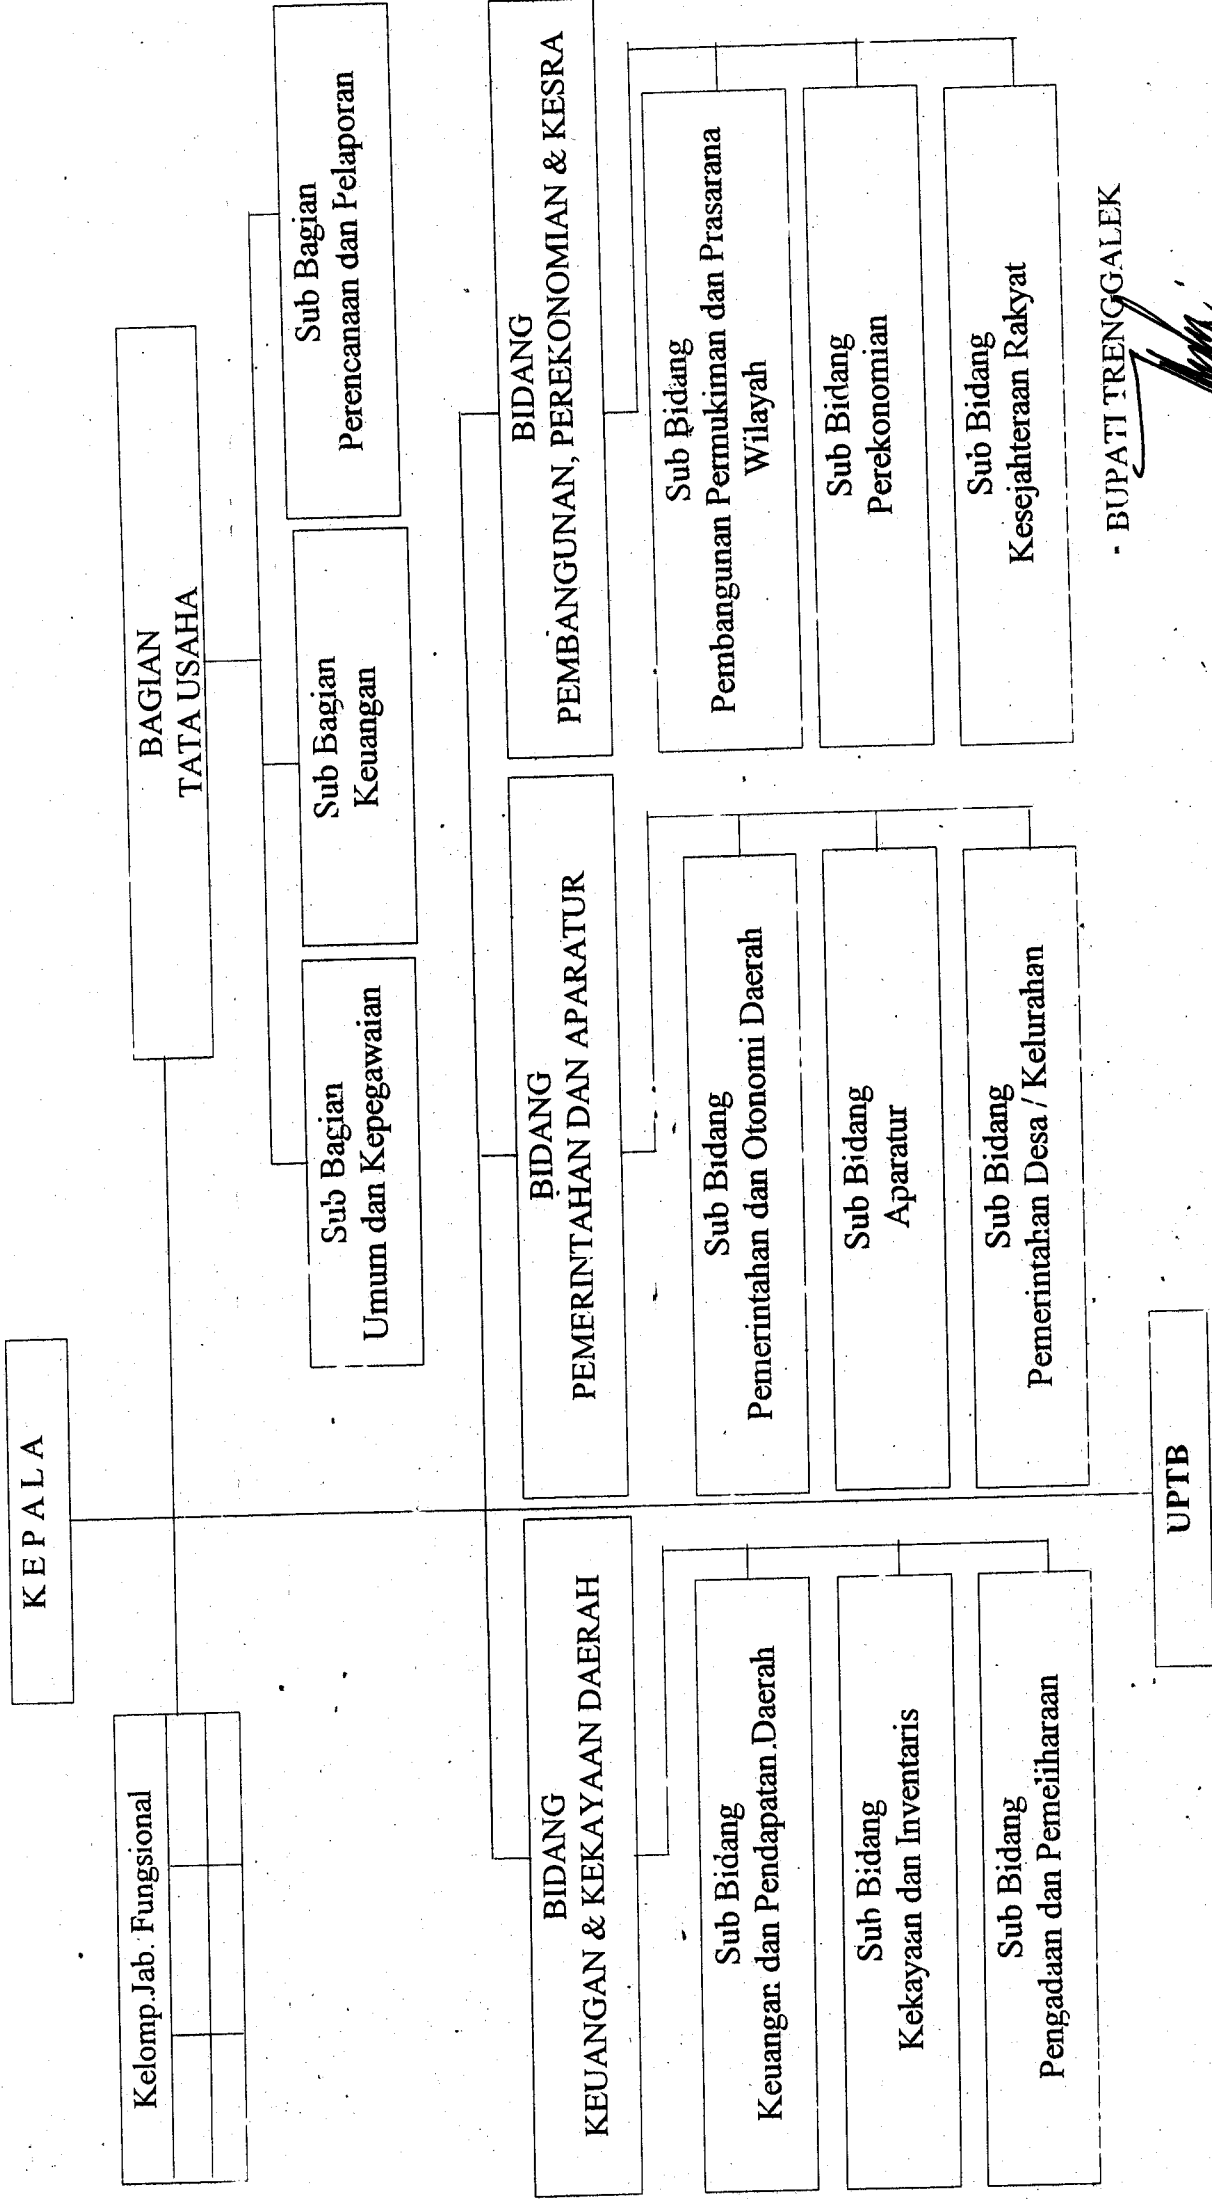 KEPALA
Kelomp.Jab. Fungsional
BAGIAN
TATA USAHA
Sub Bagian
Umum dan Kepegawaian
Sub Bagian
Keuangan
Sub Bagian
Perencanaan dan Pelaporan
BIDANG
KEUANGAN & KEKAYAAN DAERAH
BIDANG
PEMERINTAHAN DAN APARATUR
BIDANG
PEMBANGUNAN, PEREKONOMIAN & KESRA
Sub Bidang
Keuangan dan Pendapatan Daerah
Sub Bidang
Kekayaan dan Inventaris
Sub Bidang
Pengadaan dan Pemeliharaan
Sub Bidang
Pemerintahan dan Otonomi Daerah
Sub Bidang
Aparatur
Sub Bidang
Pemerintahan Desa / Kelurahan
Sub Bidang
Pembangunan Permukiman dan Prasarana
Wilayah
Sub Bidang
Perekonomian
Sub Bidang
Kesejahteraan Rakyat
UPTB
BUPATI TRENGGALEK